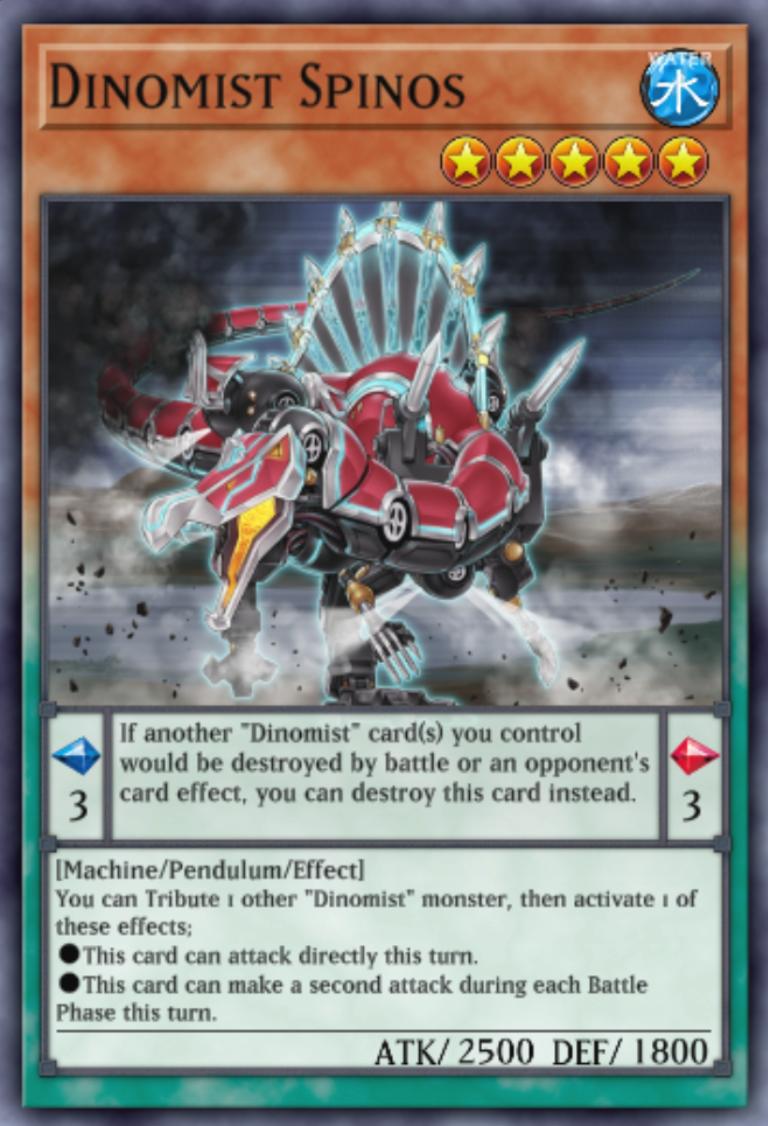 DINOMIST SPINOS
WATER
水
If another "Dinomist" card(s) you control
would be destroyed by battle or an opponent's
card effect, you can destroy this card instead.
3
3
[Machine/Pendulum/Effect]
You can Tribute 1 other "Dinomist" monster, then activate 1 of
these effects;
●This card can attack directly this turn.
●This card can make a second attack during each Battle
Phase this turn.
ATK/ 2500 DEF/ 1800